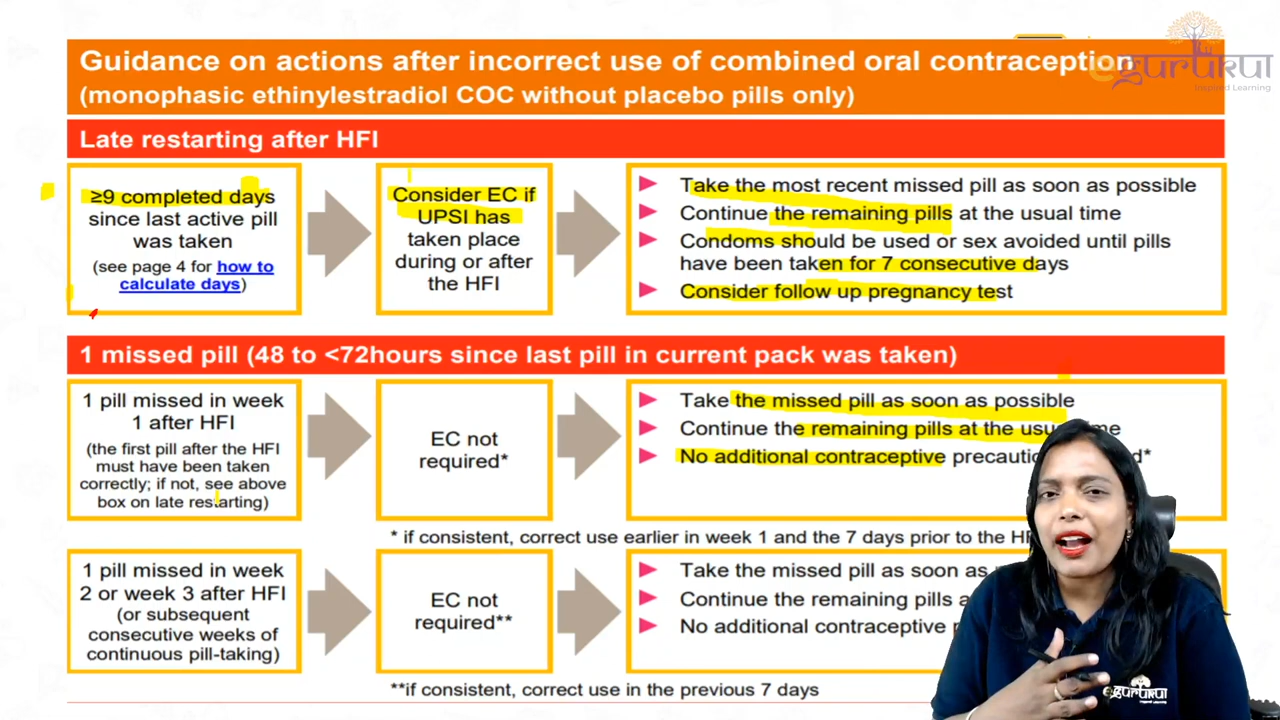 egurukul
Inspired Learning
Guidance on actions after incorrect use of combined oral contraception
(monophasic ethinylestradiol COC without placebo pills only)
Late restarting after HFI
≥9 completed days
since last active pill
was taken
(see page 4 for how to
calculate days)
Consider EC if
UPSI has
taken place
during or after
the HFI
Take the most recent missed pill as soon as possible
Continue the remaining pills at the usual time
Condoms should be used or sex avoided until pills
have been taken for 7 consecutive days
Consider follow up pregnancy test
1 missed pill (48 to <72hours since last pill in current pack was taken)
1 pill missed in week
1 after HFI
(the first pill after the HFI
must have been taken
correctly; if not, see above
box on late restarting)
EC not
required*
Take the missed pill as soon as possible
Continue the remaining pills at the
No additional contraceptive
* if consistent, correct use earlier in week 1 and the 7 days prior to the
1 pill missed in week
2 or week 3 after HFI
(or subsequent
consecutive weeks of
continuous pill-taking)
EC not
required**
Take the missed pill as soon as
Continue the remaining pills
No additional contraceptive
**if consistent, correct use in the previous 7 days
egurukul